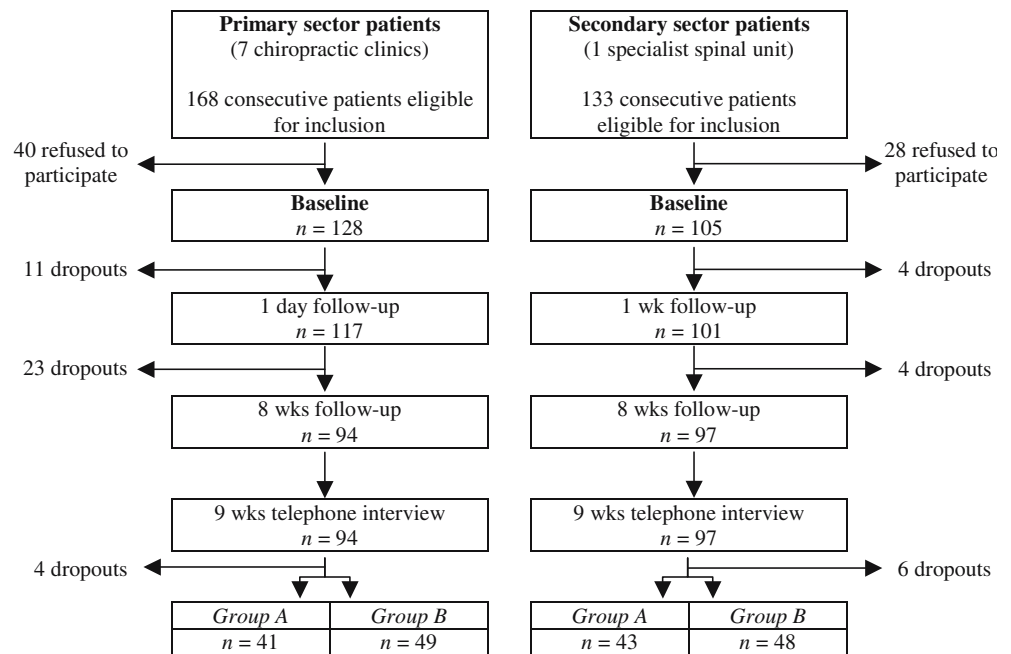 Primary sector patients
(7 chiropractic clinics)
168 consecutive patients eligible
for inclusion
40 refused to
participate
Baseline
n = 128
11 dropouts
1 day follow-up
n = 117
23 dropouts
8 wks follow-up
n = 94
9 wks telephone interview
n = 94
4 dropouts
Group A
n = 41
Group B
n = 49
Secondary sector patients
(1 specialist spinal unit)
133 consecutive patients
eligible for inclusion
28 refused to
participate
Baseline
n = 105
4 dropouts
1 wk follow-up
n = 101
4 dropouts
8 wks follow-up
n = 97
9 wks telephone interview
n = 97
6 dropouts
Group A
n = 43
Group B
n = 48